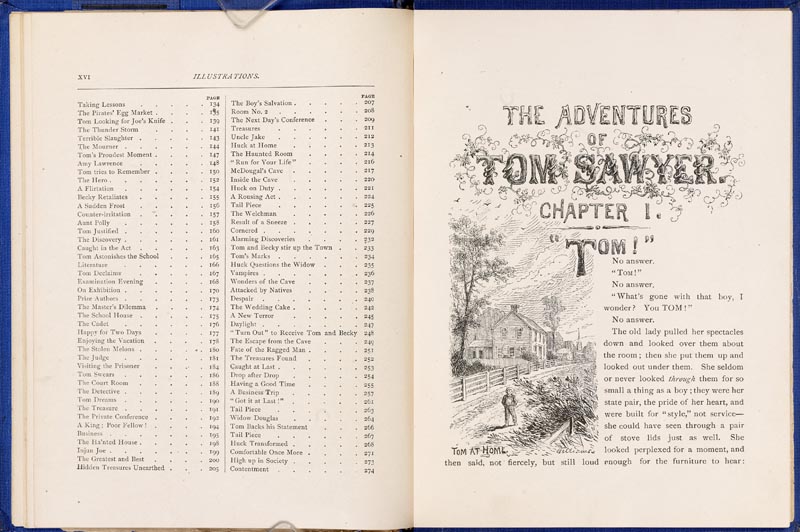 XVI
ILLUSTRATIONS.
PAGE
Taking Lessons 134
The Pirates' Egg Market 135
Tom Looking for Joe's Knife 139
The Thunder Storm 141
Terrible Slaughter 143
The Mourner 144
Tom's Proudest Moment 147
Amy Lawrence 148
Tom tries to Remember 150
The Hero 152
A Flirtation 154
Becky Retaliates 155
A Sudden Frost 156
Counter-irritation 157
Aunt Polly 158
Tom Justified 160
The Discovery 161
Caught in the Act 163
Tom Astonishes the School 165
Literature 166
Tom Declaims 167
Examination Evening 168
On Exhibition 170
Prize Authors 173
The Master's Dilemma 174
The School House 175
The Cadet 176
Happy for Two Days 177
Enjoying the Vacation 178
The Stolen Melons 180
The Judge 181
Visiting the Prisoner 184
Tom Swears 186
The Court Room 188
The Detective 189
Tom Dreams 190
The Treasure 191
The Private Conference 192
A King; Poor Fellow! 194
Business 195
The Ha'nted House 198
Injun Joe 199
The Greatest and Best 200
Hidden Treasures Unearthed 205
PAGE
The Boy's Salvation 207
Room No. 2 208
The Next Day's Conference 209
Treasures 211
Uncle Jake 212
Huck at Home 213
The Haunted Room 214
"Run for Your Life" 216
McDougal's Cave 217
Inside the Cave 220
Huck on Duty 221
A Rousing Act 224
Tail Piece 225
The Welchman 226
Result of a Sneeze 227
Cornered 229
Alarming Discoveries 232
Tom and Becky stir up the Town 233
Tom's Marks 234
Huck Questions the Widow 235
Vampires 236
Wonders of the Cave 237
Attacked by Natives 238
Despair 240
The Wedding Cake 242
A New Terror 245
Daylight 247
"Turn Out" to Receive Tom and Becky 248
The Escape from the Cave 249
Fate of the Ragged Man 251
The Treasures Found 252
Caught at Last 253
Drop after Drop 254
Having a Good Time 255
A Business Trip 257
"Got it at Last!" 261
Tail Piece 263
Widow Douglas 264
Tom Backs his Statement 266
Tail Piece 267
Huck Transformed 268
Comfortable Once More 271
High up in Society 273
Contentment 274
THE ADVENTURES
OF
TOM SAWYER.
CHAPTER I.
"TOM!"
No answer.
"TOM!"
No answer.
"What's gone with that boy, I
wonder? You TOM!"
No answer.
The old lady pulled her spectacles
down and looked over them about
the room; then she put them up and
looked out under them. She seldom
or never looked through them for so
small a thing as a boy; they were her
state pair, the pride of her heart, and
were built for "style," not service—
she could have seen through a pair
of stove lids just as well. She
looked perplexed for a moment, and
TOM AT HOME.
then said, not fiercely, but still loud enough for the furniture to hear: